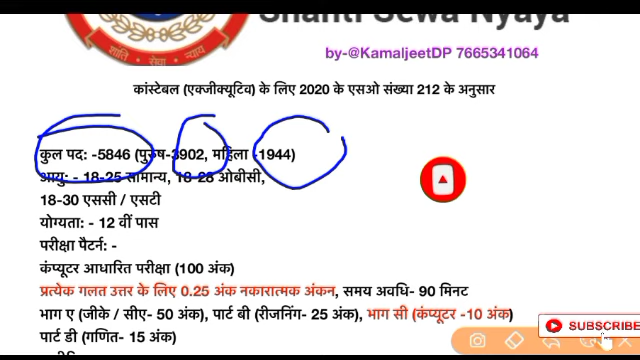 Shanti Sewa Nyaya
शांति सेवा न्याय
by-@KamaljeetDP 7665341064
कांस्टेबल (एक्जीक्यूटिव) के लिए 2020 के एसओ संख्या 212 के अनुसार
कुल पद: -5846 (पुरुष-3902, महिला -1944)
आयु: - 18-25 सामान्य, 18-28 ओबीसी,
18-30 एससी / एसटी
योग्यता: - 12 वीं पास
परीक्षा पैटर्न: -
कंप्यूटर आधारित परीक्षा (100 अंक)
प्रत्येक गलत उत्तर के लिए 0.25 अंक नकारात्मक अंकन, समय अवधि- 90 मिनट
भाग ए (जीके / सीए- 50 अंक), पार्ट बी (रीजनिंग- 25 अंक), भाग सी (कंप्यूटर -10 अंक)
SUBSCRIBE
पार्ट डी (गणित- 15 अंक)